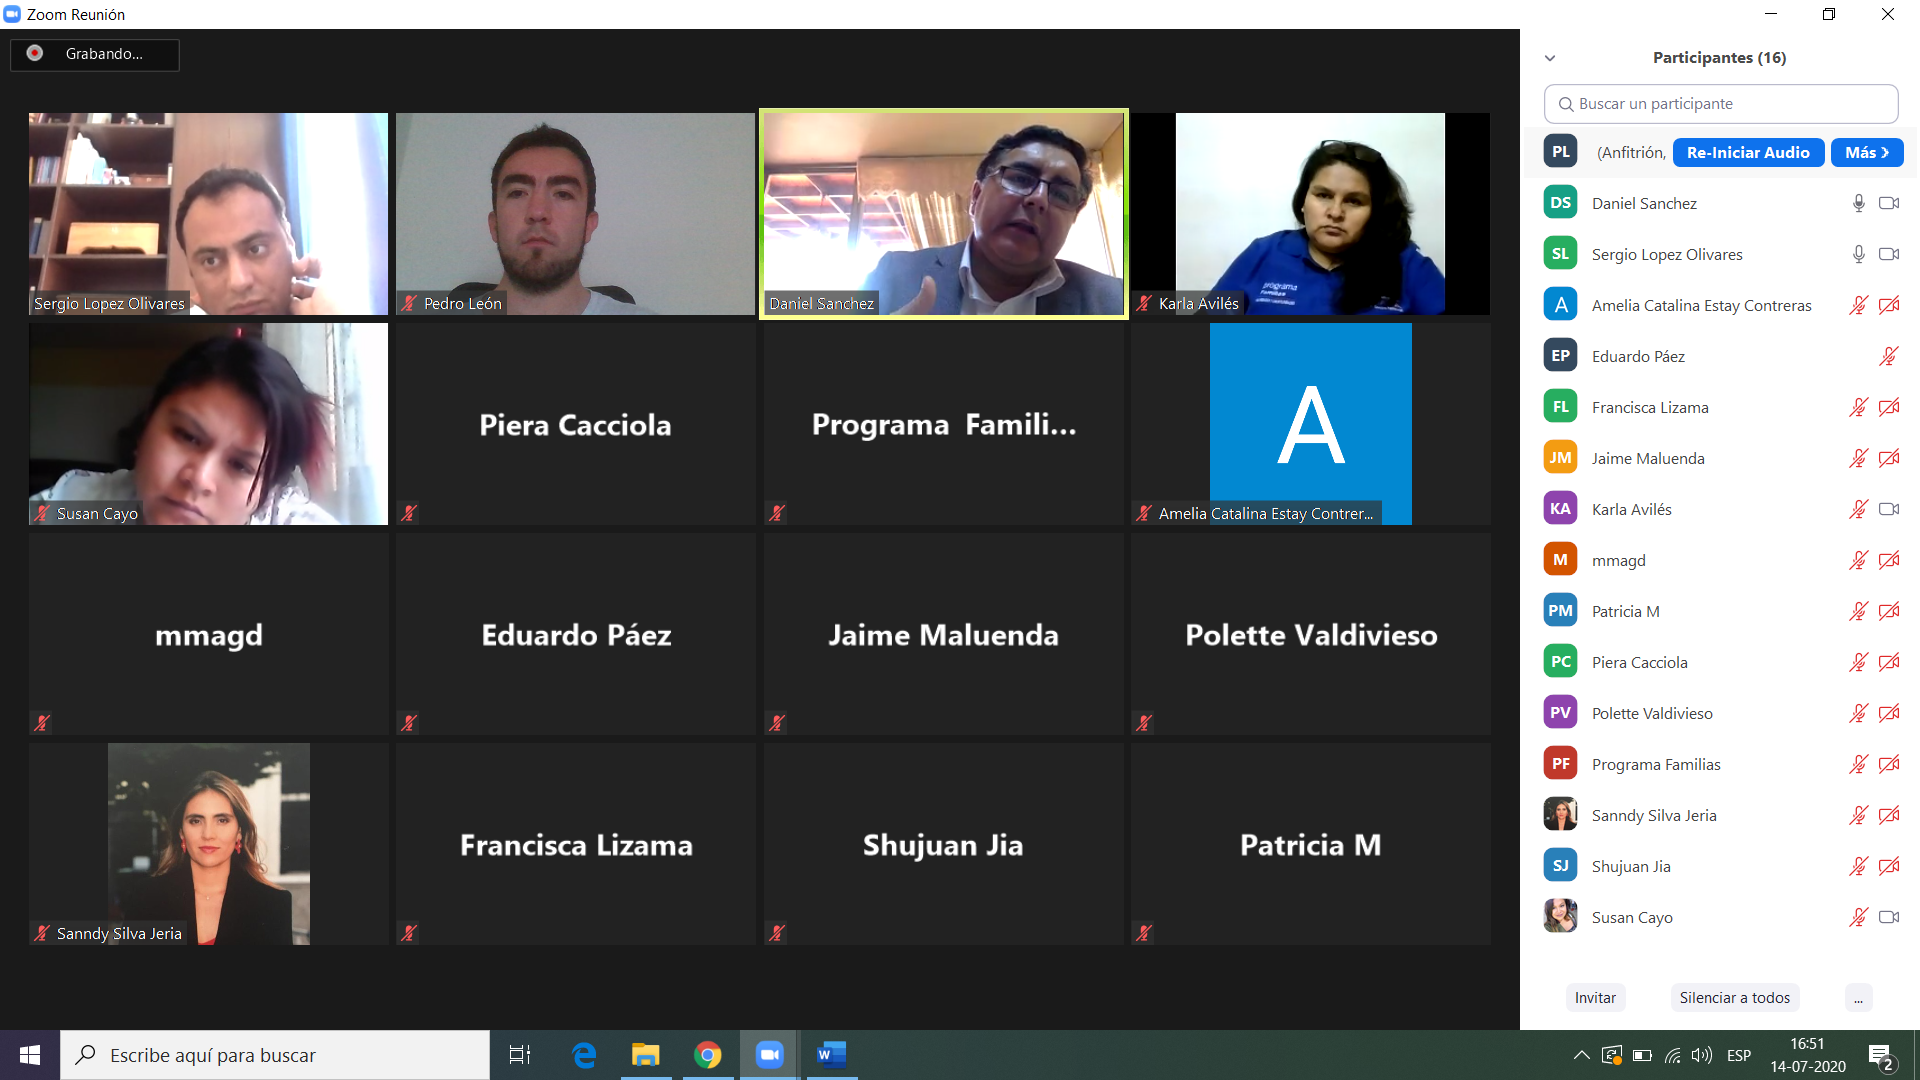 Zoom Reunión
Grabando...
Sergio Lopez Olivares
Pedro León
Daniel Sanchez
programa
Familias
Karla Avilés
Susan Cayo
Piera Cacciola
Programa Famili...
A
Amelia Catalina Estay Contrer...
mmagd
Eduardo Páez
Jaime Maluenda
Polette Valdivieso
Sanndy Silva Jeria
Francisca Lizama
Shujuan Jia
Patricia M
Participantes (16)
Buscar un participante
PL (Anfitrión, Re-Iniciar Audio Más
DS Daniel Sanchez
SL Sergio Lopez Olivares
A Amelia Catalina Estay Contreras
EP Eduardo Páez
FL Francisca Lizama
JM Jaime Maluenda
KA Karla Avilés
M mmagd
PM Patricia M
PC Piera Cacciola
PV Polette Valdivieso
PF Programa Familias
Sanndy Silva Jeria
SJ Shujuan Jia
Susan Cayo
Invitar Silenciar a todos ...
Escribe aquí para buscar
W
ESP
16:51
14-07-2020
2